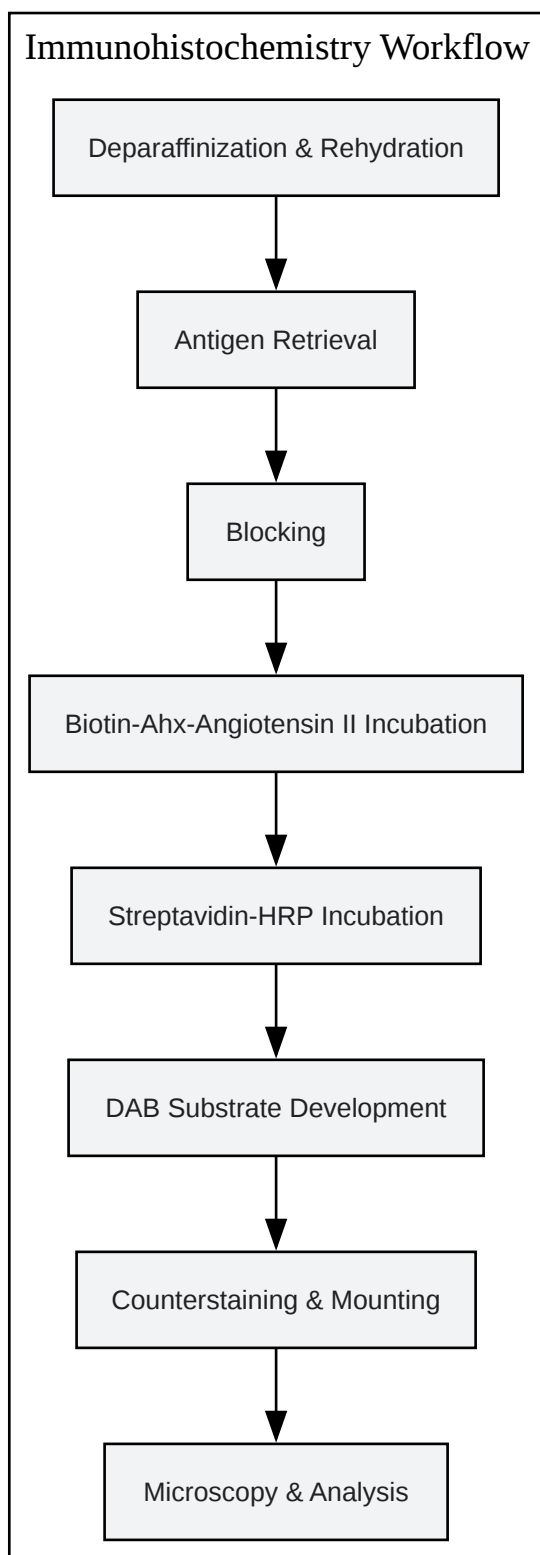 Immunohistochemistry Workflow
Deparaffinization & Rehydration
Antigen Retrieval
Blocking
Biotin-Ahx-Angiotensin II Incubation
Streptavidin-HRP Incubation
DAB Substrate Development
Counterstaining & Mounting
Microscopy & Analysis